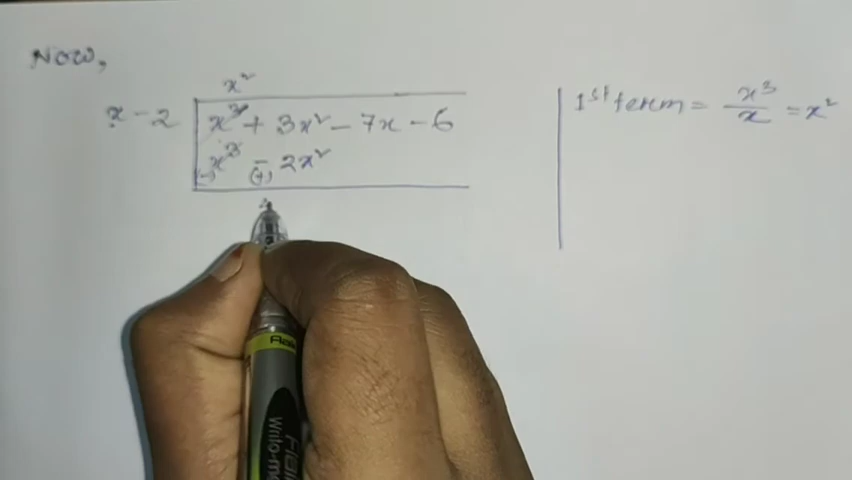 Now,
x²
x - 2 x³ + 3x² - 7x - 6
x³ - 2x²
(-) (+)
1st term = x³/x = x²